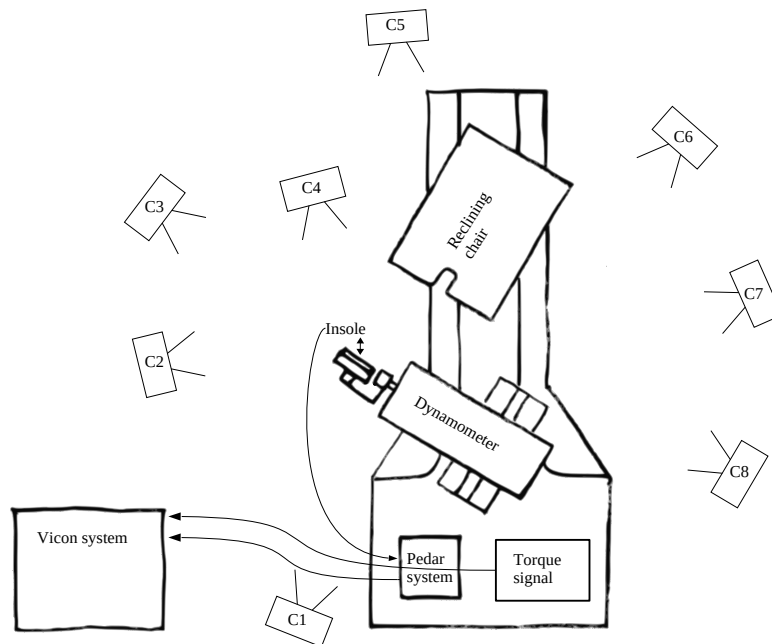 C5
C6
C4
C3
Reclining
chair
C7
Insole
C2
Dynamometer
C8
Vicon system
Pedar
system
Torque
signal
C1